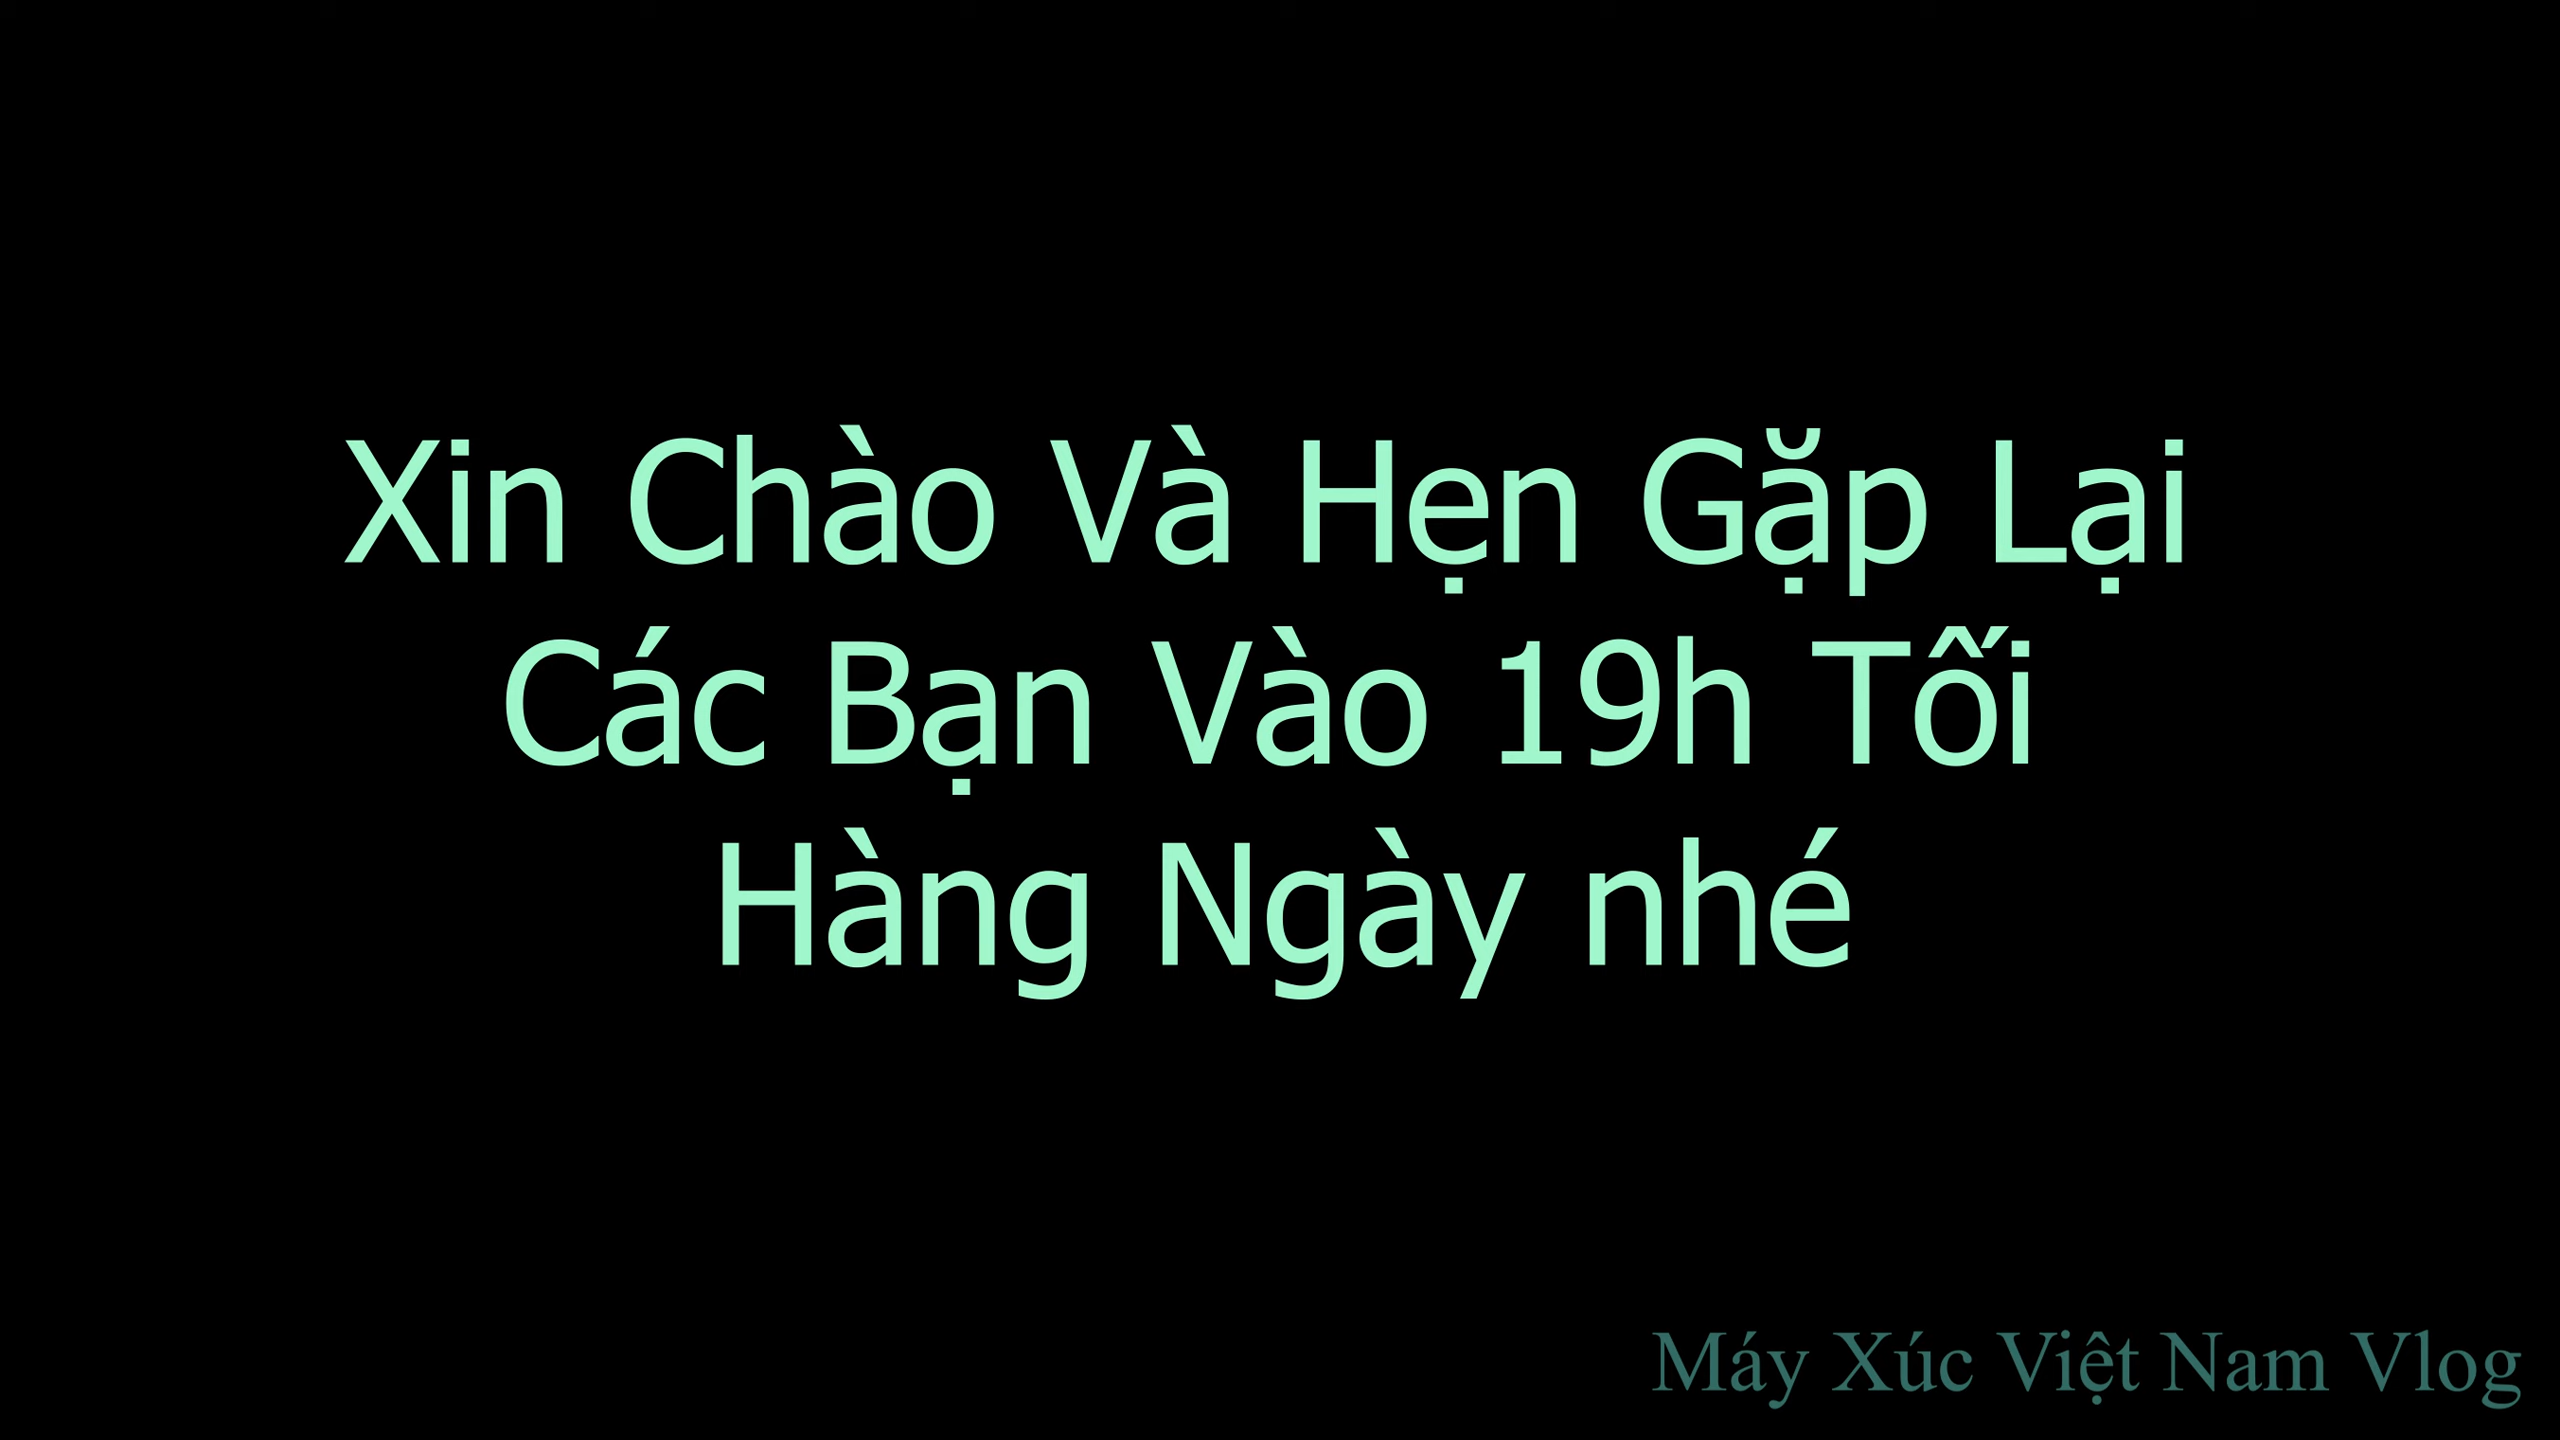 Xin Chào Và Hẹn Gặp Lại
Các Bạn Vào 19h Tối
Hàng Ngày nhé
Máy Xúc Việt Nam Vlog